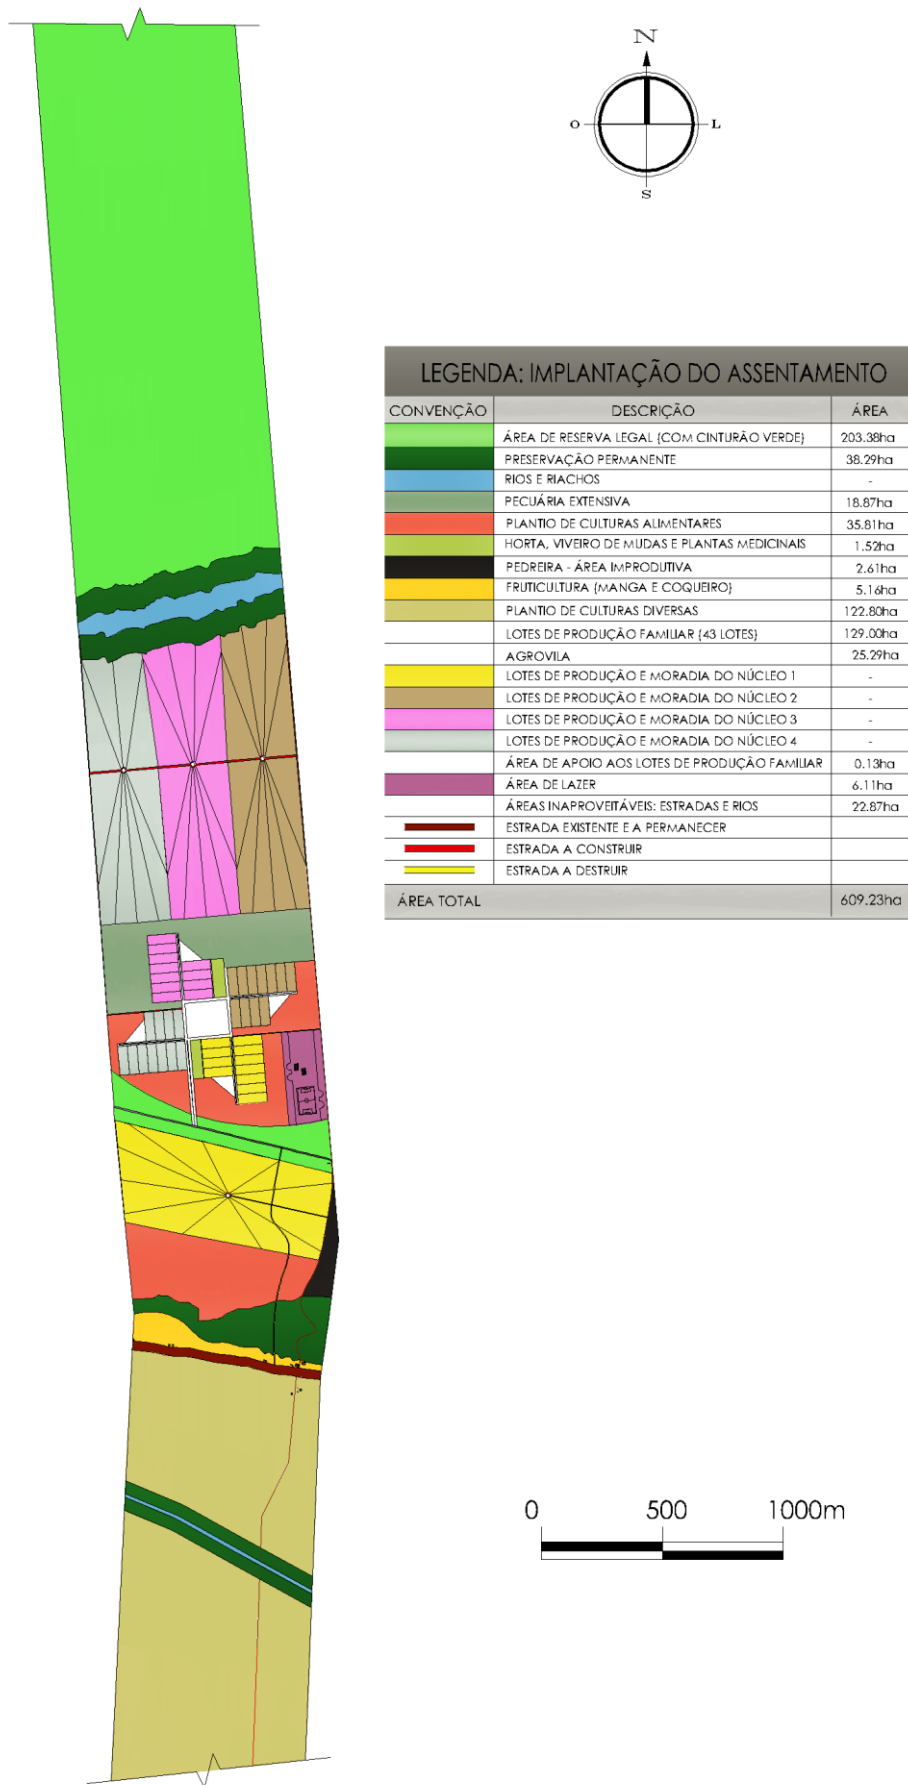 N
O L
S
LEGENDA: IMPLANTAÇÃO DO ASSENTAMENTO
CONVENÇÃO DESCRIÇÃO ÁREA
ÁREA DE RESERVA LEGAL (COM CINTURÃO VERDE) 203.38ha
PRESERVAÇÃO PERMANENTE 38.29ha
RIOS E RIACHOS -
PECUÁRIA EXTENSIVA 18.87ha
PLANTIO DE CULTURAS ALIMENTARES 35.81ha
HORTA, VIVEIRO DE MUDAS E PLANTAS MEDICINAIS 1.52ha
PEDREIRA - ÁREA IMPRODUTIVA 2.61ha
FRUTICULTURA (MANGA E COQUEIRO) 5.16ha
PLANTIO DE CULTURAS DIVERSAS 122.80ha
LOTES DE PRODUÇÃO FAMILIAR (43 LOTES) 129.00ha
AGROVILA 25.29ha
LOTES DE PRODUÇÃO E MORADIA DO NÚCLEO 1 -
LOTES DE PRODUÇÃO E MORADIA DO NÚCLEO 2 -
LOTES DE PRODUÇÃO E MORADIA DO NÚCLEO 3 -
LOTES DE PRODUÇÃO E MORADIA DO NÚCLEO 4 -
ÁREA DE APOIO AOS LOTES DE PRODUÇÃO FAMILIAR 0.13ha
ÁREA DE LAZER 6.11ha
ÁREAS INAPROVEITÁVEIS: ESTRADAS E RIOS 22.87ha
ESTRADA EXISTENTE E A PERMANECER
ESTRADA A CONSTRUIR
ESTRADA A DESTRUIR
ÁREA TOTAL 609.23ha
0 500 1000m